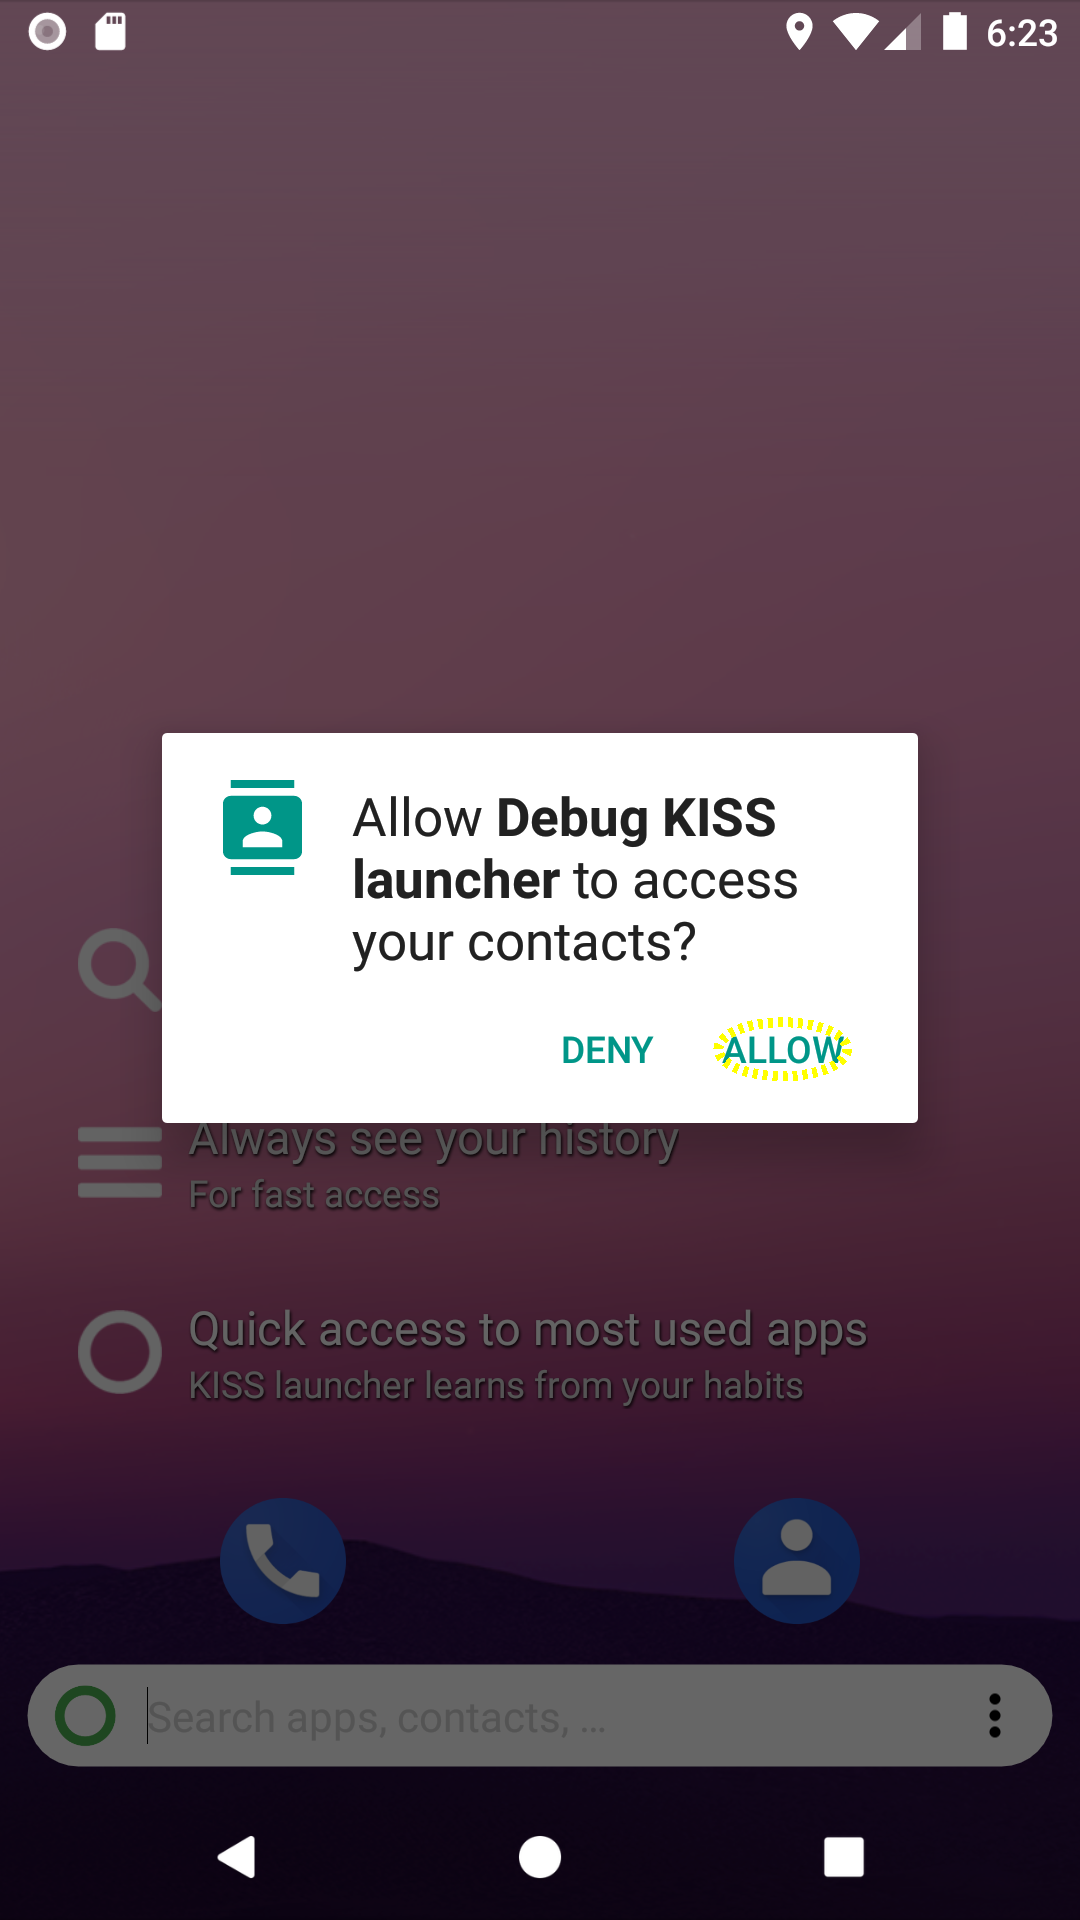 6:23
Allow Debug KISS
launcher to access
your contacts?
DENY ALLOW
Always see your history
For fast access
Quick access to most used apps
KISS launcher learns from your habits
Search apps, contacts, ...